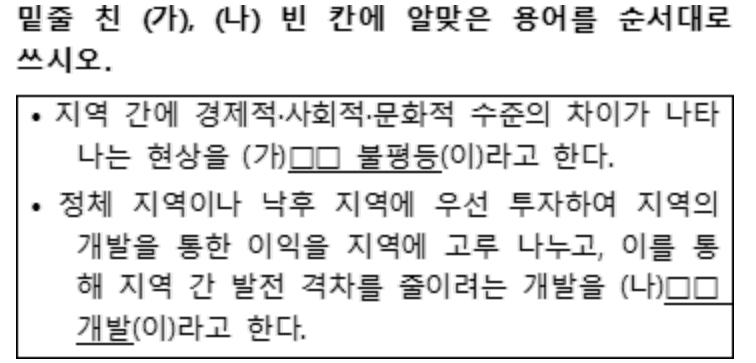 밑줄 친 (가), (나) 빈 칸에 알맞은 용어를 순서대로
쓰시오.
• 지역 간에 경제적·사회적·문화적 수준의 차이가 나타
나는 현상을 (가)□□ 불평등(이)라고 한다.
• 정체 지역이나 낙후 지역에 우선 투자하여 지역의
개발을 통한 이익을 지역에 고루 나누고, 이를 통
해 지역 간 발전 격차를 줄이려는 개발을 (나)□□
개발(이)라고 한다.